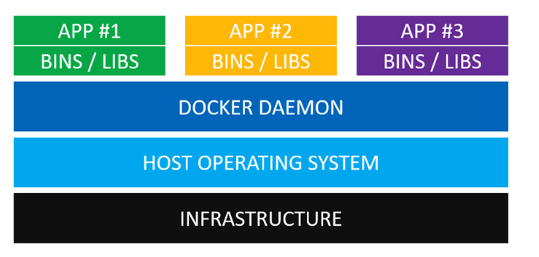 APP #1 APP #2 APP #3
BINS / LIBS BINS / LIBS BINS / LIBS
DOCKER DAEMON
HOST OPERATING SYSTEM
INFRASTRUCTURE